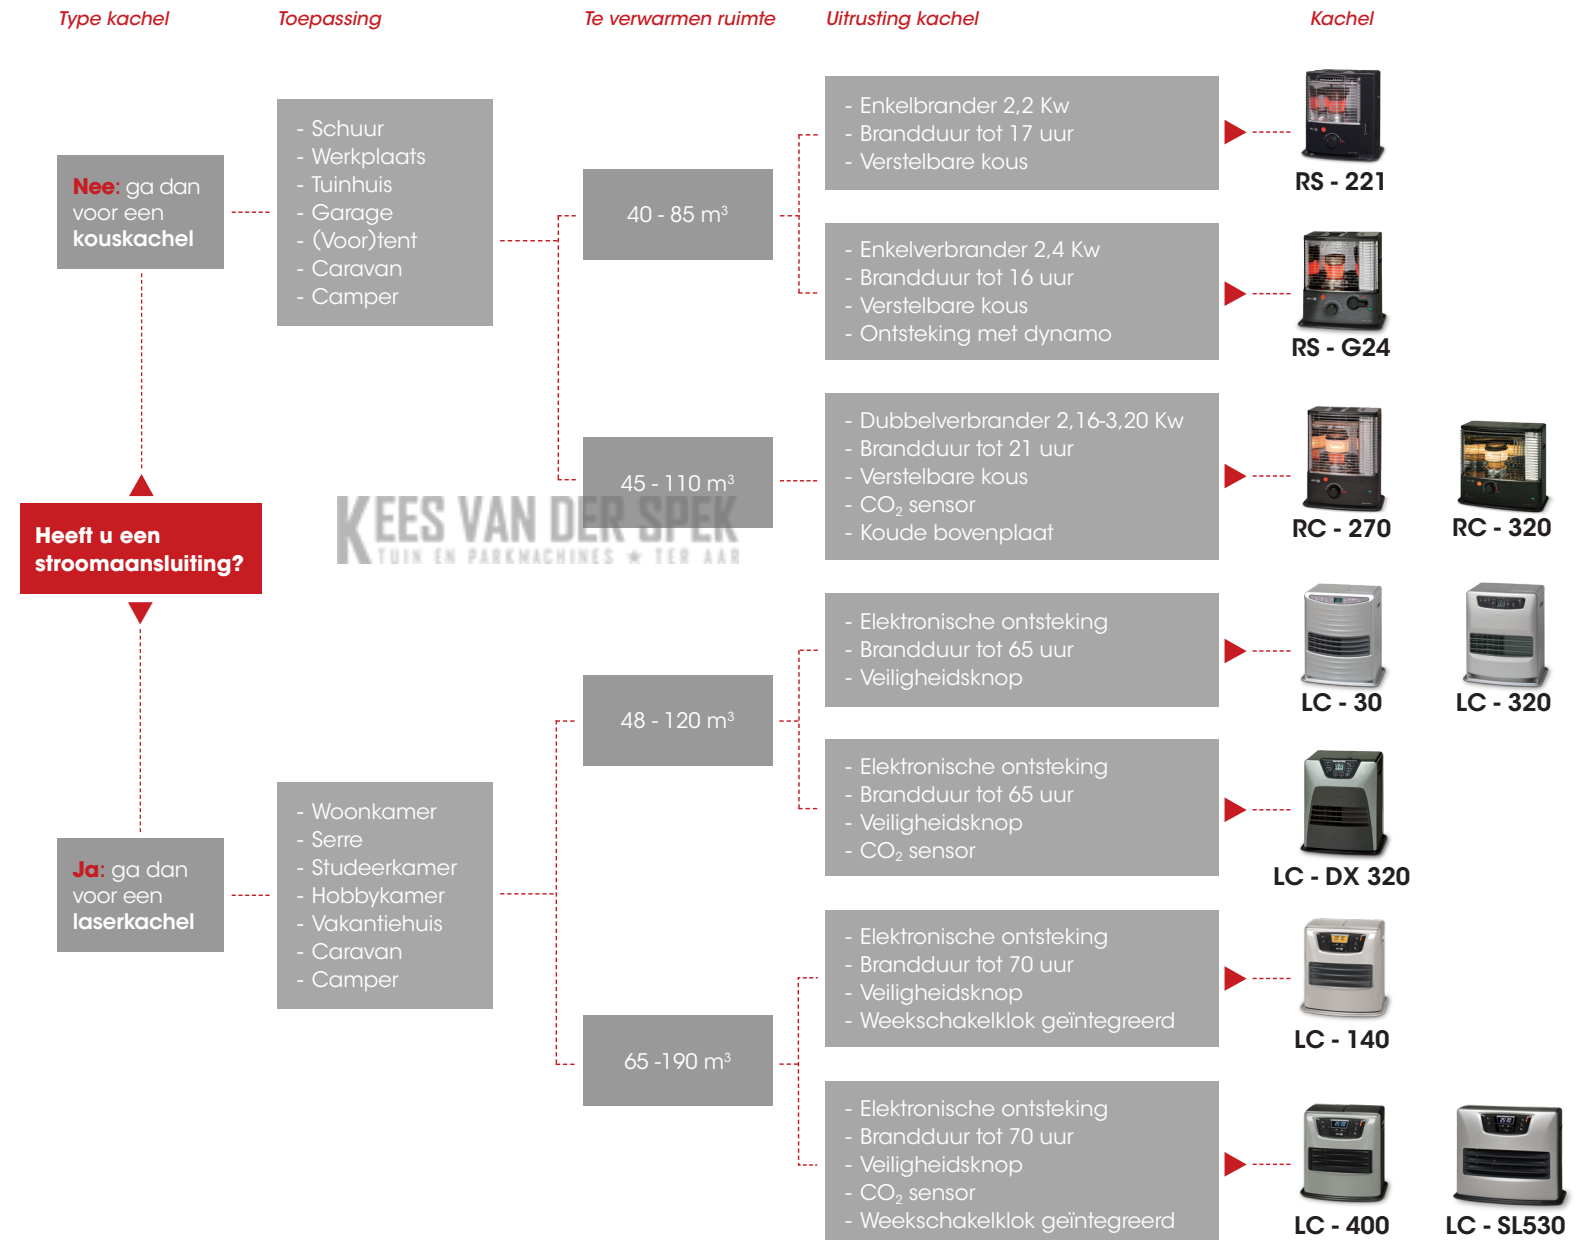 Type kachel
Toepassing
Te verwarmen ruimte
Uitrusting kachel
Kachel
Heeft u een
stroomaansluiting?
Nee: ga dan
voor een
kouskachel
- Schuur
- Werkplaats
- Tuinhuis
- Garage
- (Voor)tent
- Caravan
- Camper
40 - 85 m³
- Enkelbrander 2,2 Kw
- Brandduur tot 17 uur
- Verstelbare kous
RS - 221
- Enkelverbrander 2,4 Kw
- Brandduur tot 16 uur
- Verstelbare kous
- Ontsteking met dynamo
RS - G24
45 - 110 m³
- Dubbelverbrander 2,16-3,20 Kw
- Brandduur tot 21 uur
- Verstelbare kous
- CO₂ sensor
- Koude bovenplaat
RC - 270
RC - 320
KEES VAN DER SPEK
TUIN EN PARKMACHINES ★ TER AAR
Ja: ga dan
voor een
laserkachel
- Woonkamer
- Serre
- Studeerkamer
- Hobbykamer
- Vakantiehuis
- Caravan
- Camper
48 - 120 m³
- Elektronische ontsteking
- Brandduur tot 65 uur
- Veiligheidsknop
LC - 30
LC - 320
- Elektronische ontsteking
- Brandduur tot 65 uur
- Veiligheidsknop
- CO₂ sensor
LC - DX 320
65 -190 m³
- Elektronische ontsteking
- Brandduur tot 70 uur
- Veiligheidsknop
- Weekschakelklok geïntegreerd
LC - 140
- Elektronische ontsteking
- Brandduur tot 70 uur
- Veiligheidsknop
- CO₂ sensor
- Weekschakelklok geïntegreerd
LC - 400
LC - SL530